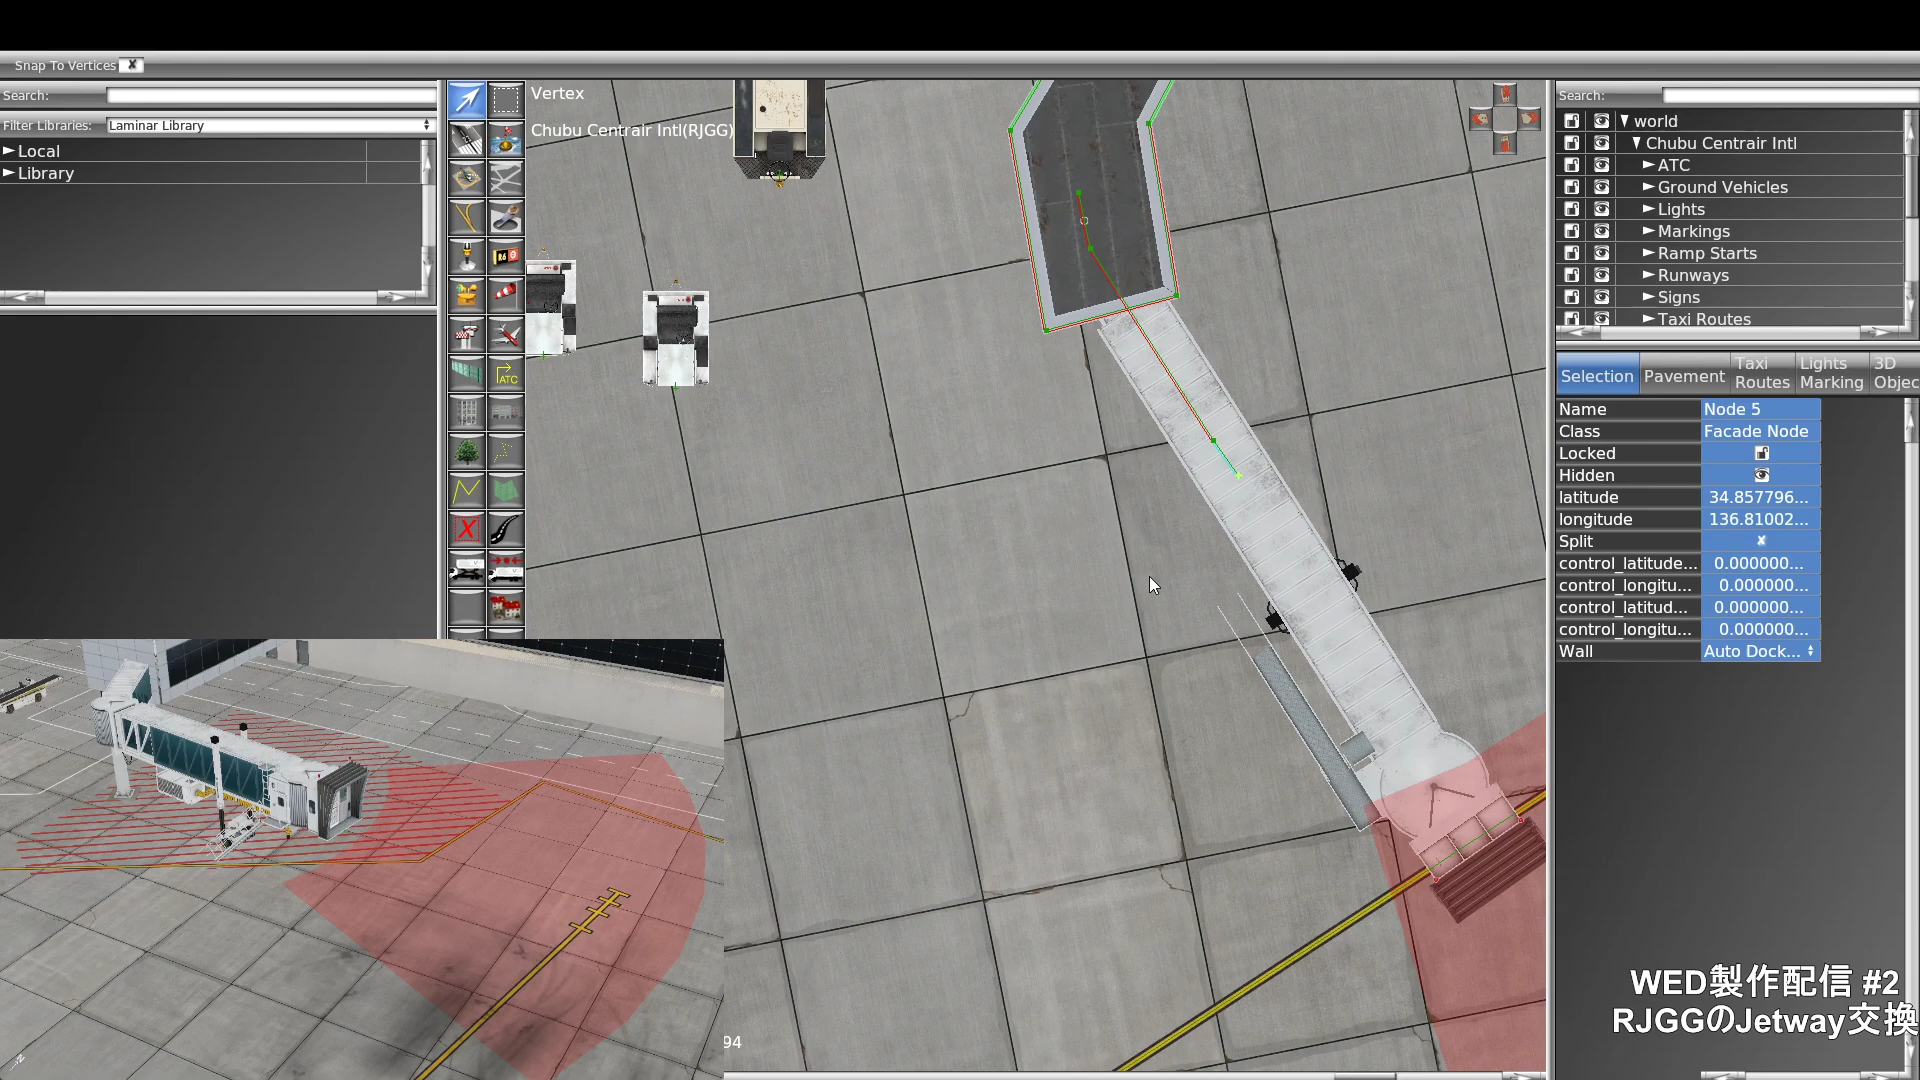 Snap To Vertices
Search:
Filter Libraries: Laminar Library
Local
Library
Vertex
Chubu Centrair Intl(RJGG)
R6
ATC
94
Search:
world
Chubu Centrair Intl
ATC
Ground Vehicles
Lights
Markings
Ramp Starts
Runways
Signs
Taxi Routes
Selection Pavement Taxi Routes Lights Marking 3D Objec
Name Node 5
Class Facade Node
Locked
Hidden
latitude 34.857796...
longitude 136.81002...
Split
control_latitude... 0.000000...
control_longitu... 0.000000...
control_latitud... 0.000000...
control_longitu... 0.000000...
Wall Auto Dock...
WED製作配信 #2
RJGGのJetway交換